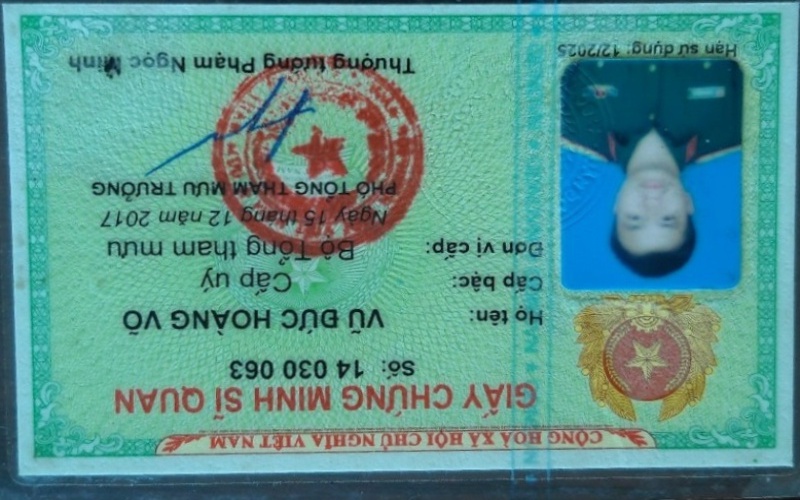 CỘNG HOÀ XÃ HỘI CHỦ NGHĨA VIỆT NAM
GIẤY CHỨNG MINH SĨ QUAN
Số: 14 030 063
Họ tên: VŨ ĐỨC HOÀNG VÕ
Cấp bậc: Cấp uý
Đơn vị cấp: Bộ Tổng tham mưu
Ngày 15 tháng 12 năm 2017
PHÓ TỔNG THAM MƯU TRƯỞNG
Thượng tướng Phạm Ngọc Minh
Hạn sử dụng: 12/2025